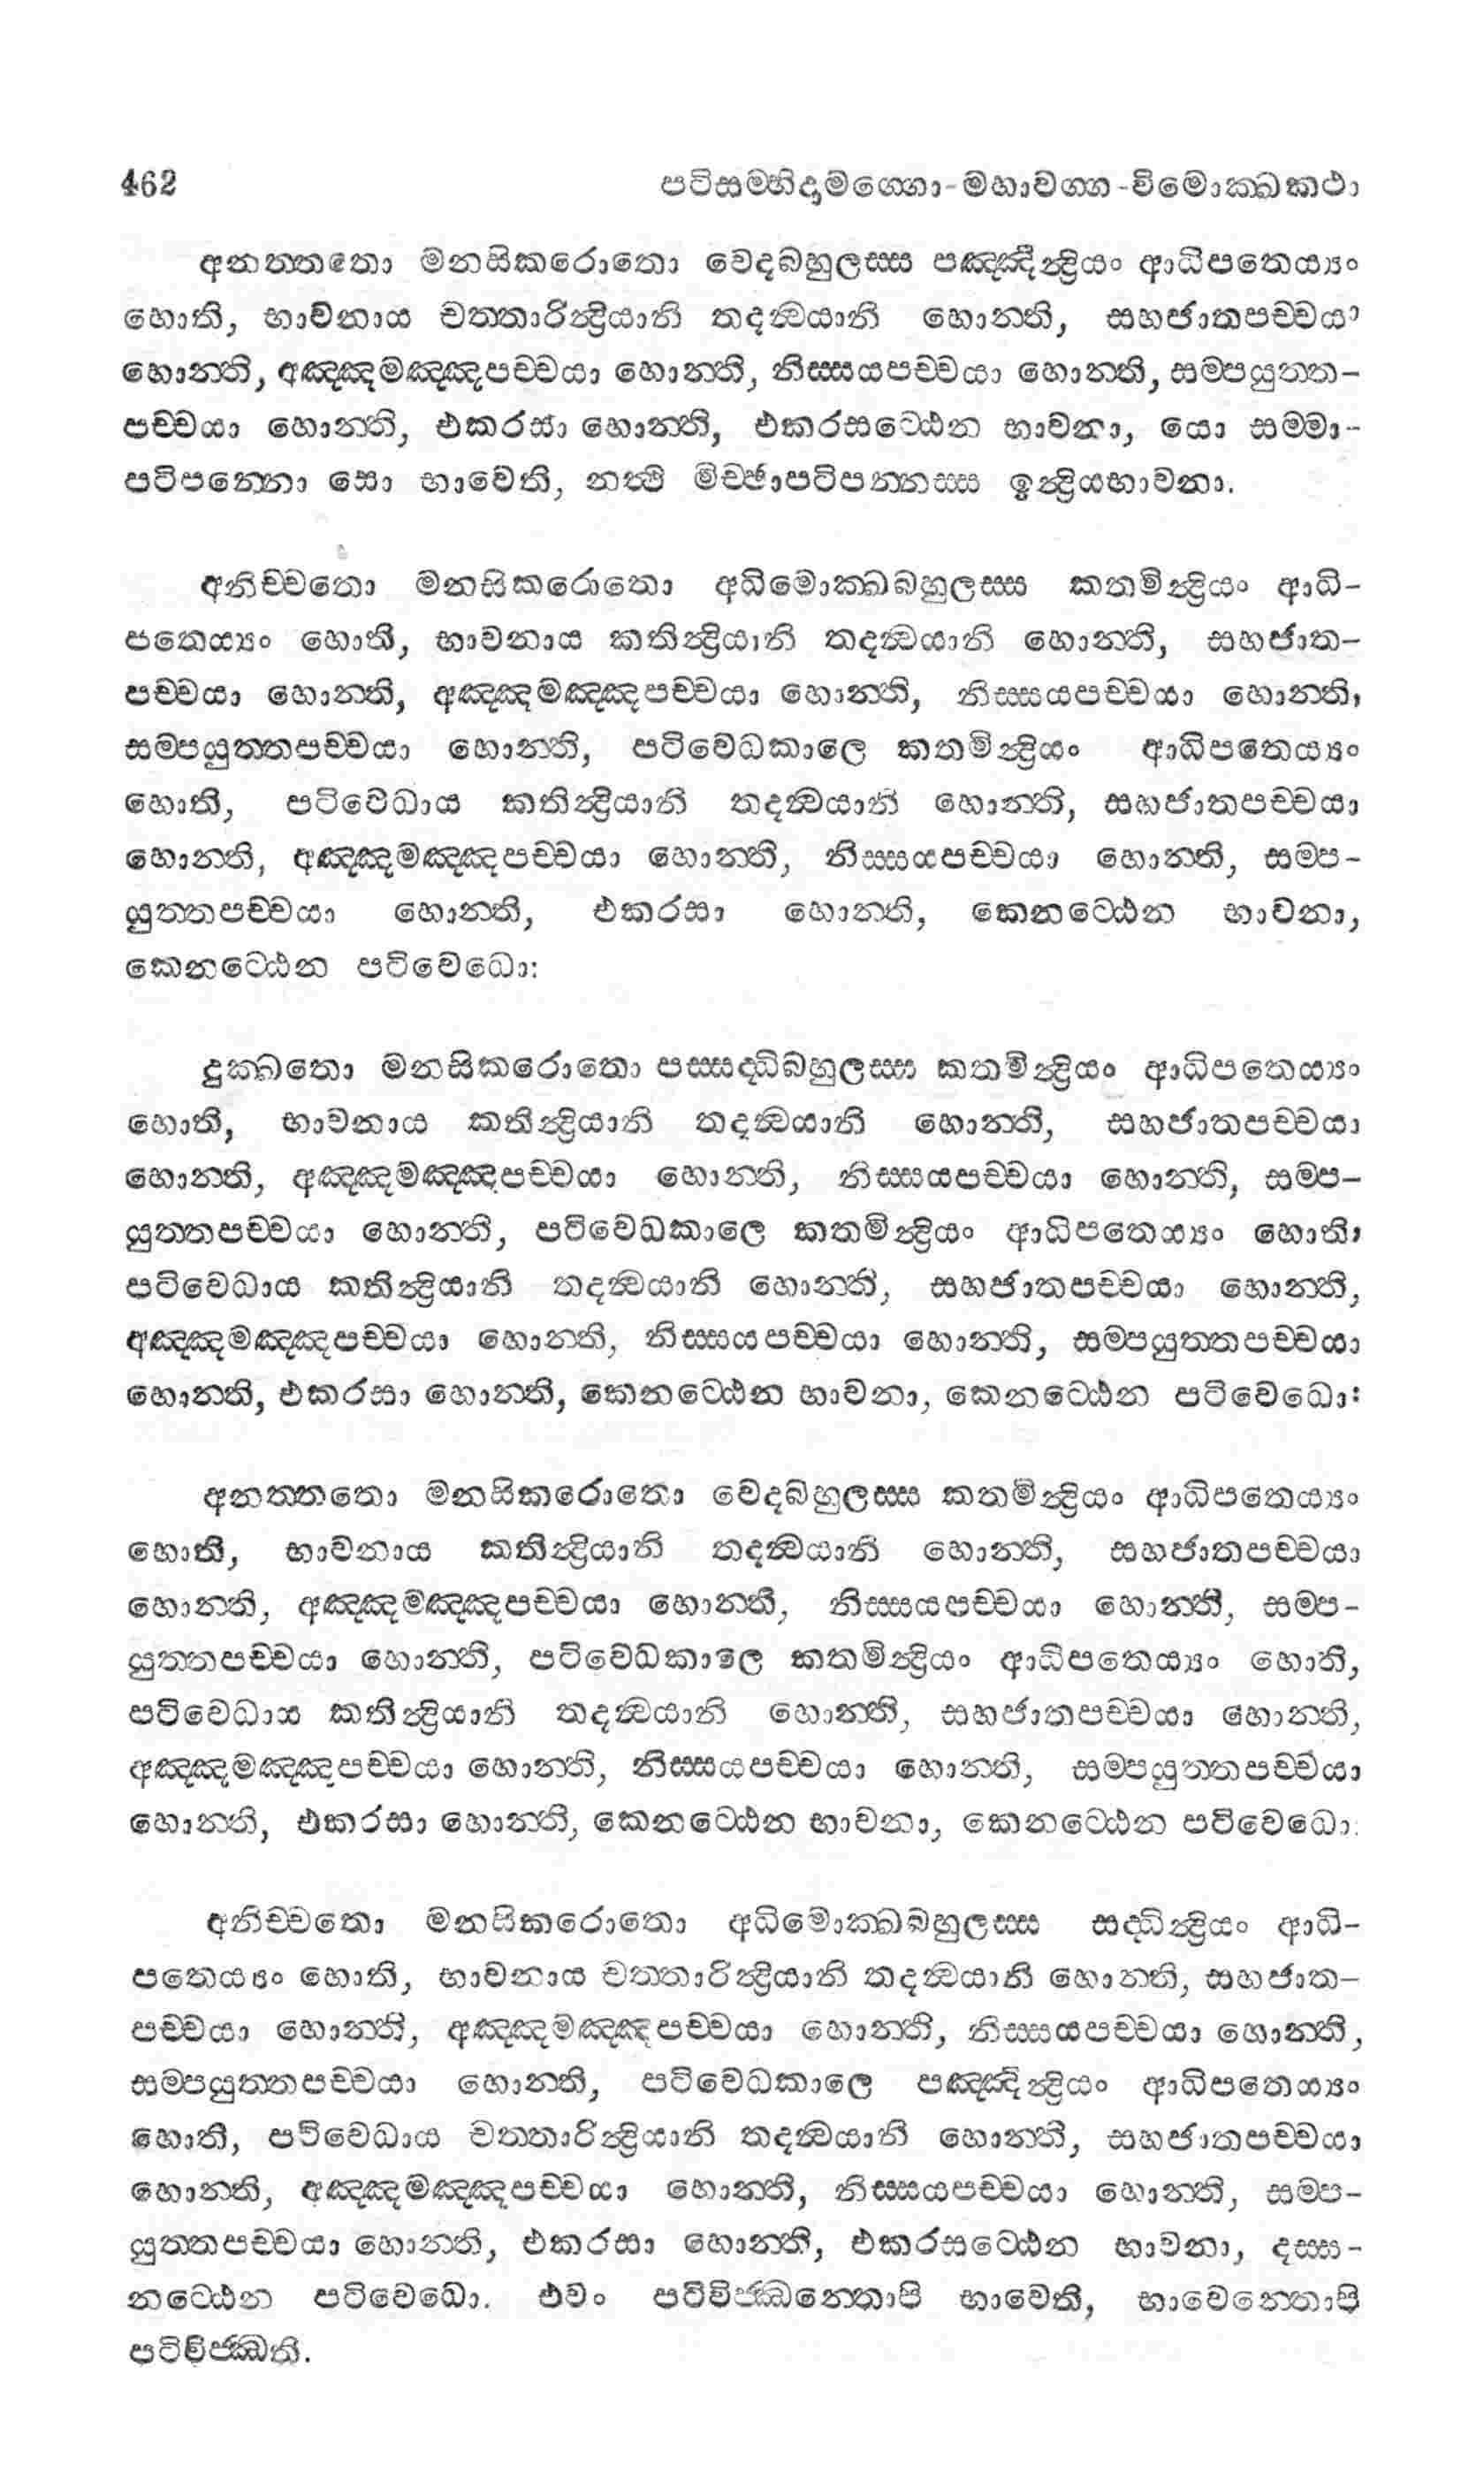 462 පටිසම්භිදාමග්ගො-මහාවග්ග-විමොක්ඛකථා
අනත්තතො මනසිකරොතො වෙදබහුලස්ස පඤ්ඤින්ද්‍රියං ආධිපතෙය්‍යං
හොති, භාවනාය චත්තාරින්ද්‍රියානි තදන්වයානි හොන්ති, සහජාතපච්චයා
හොන්ති, අඤ්ඤමඤ්ඤපච්චයා හොන්ති, නිස්සයපච්චයා හොන්ති, සම්පයුත්ත-
පච්චයා හොන්ති, එකරසා හොන්ති, එකරසට්ඨෙන භාවනා, යො සම්මා-
පටිපන්නො සො භාවෙති, නත්ථි මිච්ඡාපටිපන්නස්ස ඉන්ද්‍රියභාවනා.
අනිච්චතො මනසිකරොතො අධිමොක්ඛබහුලස්ස කතමින්ද්‍රියං ආධි-
පතෙය්‍යං හොති, භාවනාය කතින්ද්‍රියානි තදන්වයානි හොන්ති, සහජාත-
පච්චයා හොන්ති, අඤ්ඤමඤ්ඤපච්චයා හොන්ති, නිස්සයපච්චයා හොන්ති,
සම්පයුත්තපච්චයා හොන්ති, පටිවෙධකාලෙ කතමින්ද්‍රියං ආධිපතෙය්‍යං
හොති, පටිවෙධාය කතින්ද්‍රියානි තදන්වයානි හොන්ති, සහජාතපච්චයා
හොන්ති, අඤ්ඤමඤ්ඤපච්චයා හොන්ති, නිස්සයපච්චයා හොන්ති, සම්ප-
යුත්තපච්චයා හොන්ති, එකරසා හොන්ති, කෙනට්ඨෙන භාවනා,
කෙනට්ඨෙන පටිවෙධො:
දුක්ඛතො මනසිකරොතො පස්සද්ධිබහුලස්ස කතමින්ද්‍රියං ආධිපතෙය්‍යං
හොති, භාවනාය කතින්ද්‍රියානි තදන්වයානි හොන්ති, සහජාතපච්චයා
හොන්ති, අඤ්ඤමඤ්ඤපච්චයා හොන්ති, නිස්සයපච්චයා හොන්ති, සම්ප-
යුත්තපච්චයා හොන්ති, පටිවෙධකාලෙ කතමින්ද්‍රියං ආධිපතෙය්‍යං හොති,
පටිවෙධාය කතින්ද්‍රියානි තදන්වයානි හොන්ති, සහජාතපච්චයා හොන්ති,
අඤ්ඤමඤ්ඤපච්චයා හොන්ති, නිස්සයපච්චයා හොන්ති, සම්පයුත්තපච්චයා
හොන්ති, එකරසා හොන්ති, කෙනට්ඨෙන භාවනා, කෙනට්ඨෙන පටිවෙධො:
අනත්තතො මනසිකරොතො වෙදබහුලස්ස කතමින්ද්‍රියං ආධිපතෙය්‍යං
හොති, භාවනාය කතින්ද්‍රියානි තදන්වයානි හොන්ති, සහජාතපච්චයා
හොන්ති, අඤ්ඤමඤ්ඤපච්චයා හොන්ති, නිස්සයපච්චයා හොන්ති, සම්ප-
යුත්තපච්චයා හොන්ති, පටිවෙධකාලෙ කතමින්ද්‍රියං ආධිපතෙය්‍යං හොති,
පටිවෙධාය කතින්ද්‍රියානි තදන්වයානි හොන්ති, සහජාතපච්චයා හොන්ති,
අඤ්ඤමඤ්ඤපච්චයා හොන්ති, නිස්සයපච්චයා හොන්ති, සම්පයුත්තපච්චයා
හොන්ති, එකරසා හොන්ති, කෙනට්ඨෙන භාවනා, කෙනට්ඨෙන පටිවෙධො:
අනිච්චතො මනසිකරොතො අධිමොක්ඛබහුලස්ස සද්ධින්ද්‍රියං ආධි-
පතෙය්‍යං හොති, භාවනාය චත්තාරින්ද්‍රියානි තදන්වයානි හොන්ති, සහජාත-
පච්චයා හොන්ති, අඤ්ඤමඤ්ඤපච්චයා හොන්ති, නිස්සයපච්චයා හොන්ති,
සම්පයුත්තපච්චයා හොන්ති, පටිවෙධකාලෙ පඤ්ඤින්ද්‍රියං ආධිපතෙය්‍යං
හොති, පටිවෙධාය චත්තාරින්ද්‍රියානි තදන්වයානි හොන්ති, සහජාතපච්චයා
හොන්ති, අඤ්ඤමඤ්ඤපච්චයා හොන්ති, නිස්සයපච්චයා හොන්ති, සම්ප-
යුත්තපච්චයා හොන්ති, එකරසා හොන්ති, එකරසට්ඨෙන භාවනා, දස්ස-
නට්ඨෙන පටිවෙධො. එවං පටිවිජ්ඣන්තොපි භාවෙති, භාවෙන්තොපි
පටිවිජ්ඣති.